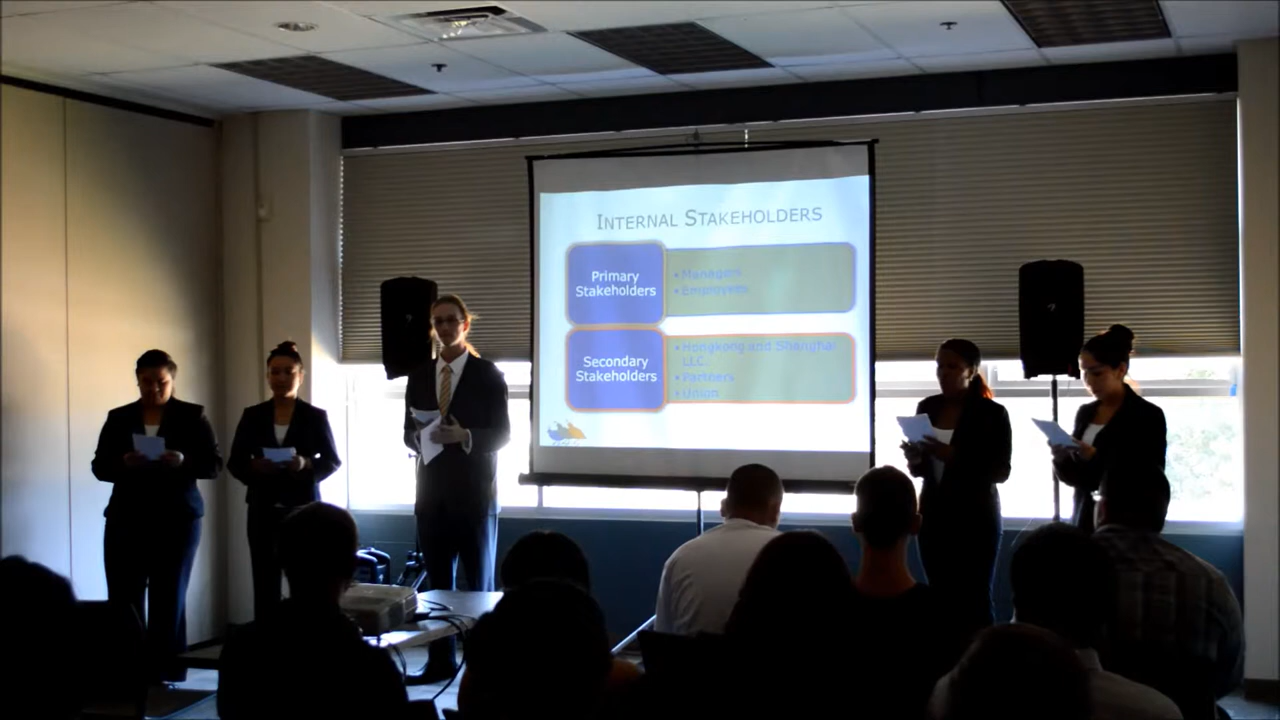 INTERNAL STAKEHOLDERS
Primary
Stakeholders
• Managers
• Employees
Secondary
Stakeholders
• Hongkong and Shanghai
LLC.
• Partners
• Union